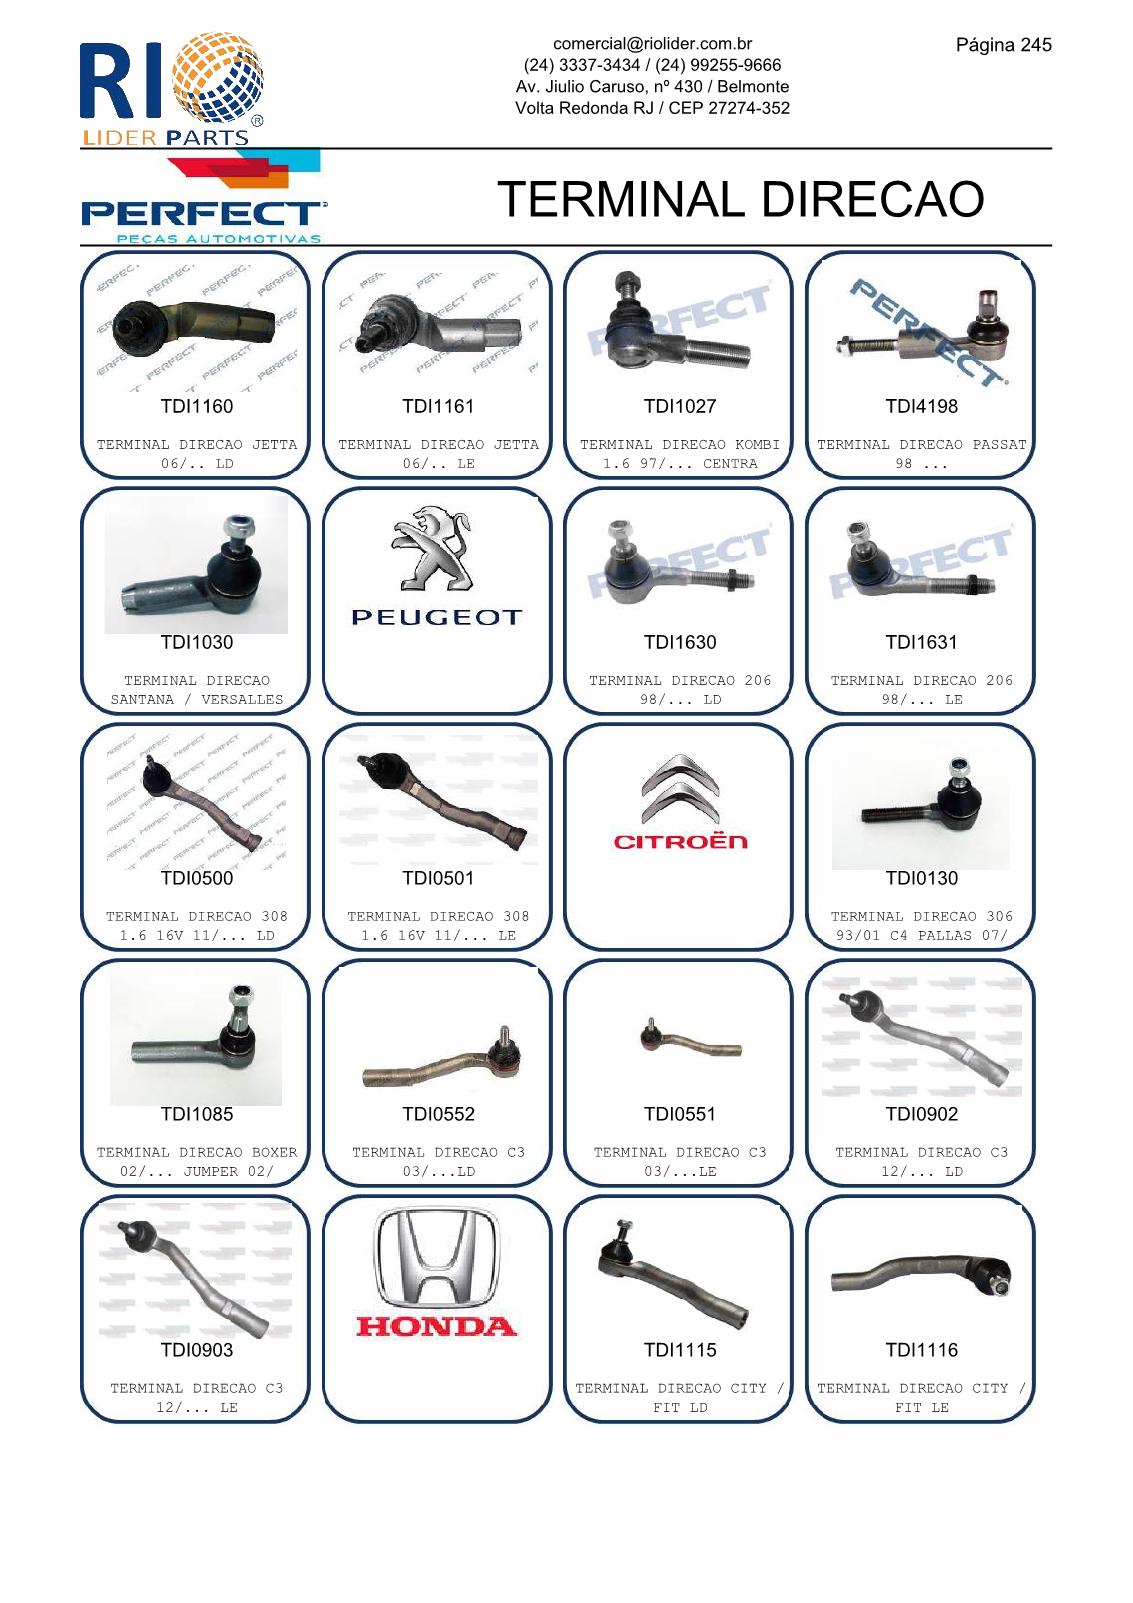 RIO
LIDER PARTS
comercial@riolider.com.br
(24) 3337-3434 / (24) 99255-9666
Av. Jiulio Caruso, nº 430 / Belmonte
Volta Redonda RJ / CEP 27274-352
Página 245
PERFECT
PEÇAS AUTOMOTIVAS
TERMINAL DIRECAO
TDI1160
TERMINAL DIRECAO JETTA
06/.. LD
TDI1161
TERMINAL DIRECAO JETTA
06/.. LE
PERFECT
TDI1027
TERMINAL DIRECAO KOMBI
1.6 97/... CENTRA
PERFECT
TDI4198
TERMINAL DIRECAO PASSAT
98 ...
TDI1030
TERMINAL DIRECAO
SANTANA / VERSALLES
PEUGEOT
PERFECT
TDI1630
TERMINAL DIRECAO 206
98/... LD
PERFECT
TDI1631
TERMINAL DIRECAO 206
98/... LE
TDI0500
TERMINAL DIRECAO 308
1.6 16V 11/... LD
TDI0501
TERMINAL DIRECAO 308
1.6 16V 11/... LE
CITROËN
TDI0130
TERMINAL DIRECAO 306
93/01 C4 PALLAS 07/
TDI1085
TERMINAL DIRECAO BOXER
02/... JUMPER 02/
TDI0552
TERMINAL DIRECAO C3
03/...LD
TDI0551
TERMINAL DIRECAO C3
03/...LE
TDI0902
TERMINAL DIRECAO C3
12/... LD
TDI0903
TERMINAL DIRECAO C3
12/... LE
HONDA
TDI1115
TERMINAL DIRECAO CITY /
FIT LD
TDI1116
TERMINAL DIRECAO CITY /
FIT LE